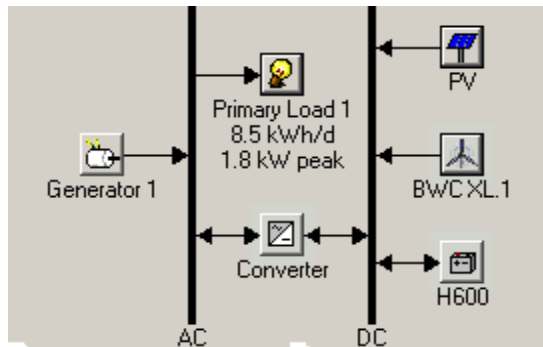 Primary Load 1
8.5 kWh/d
1.8 kW peak
PV
Generator 1
BWC XL.1
Converter
H600
AC
DC